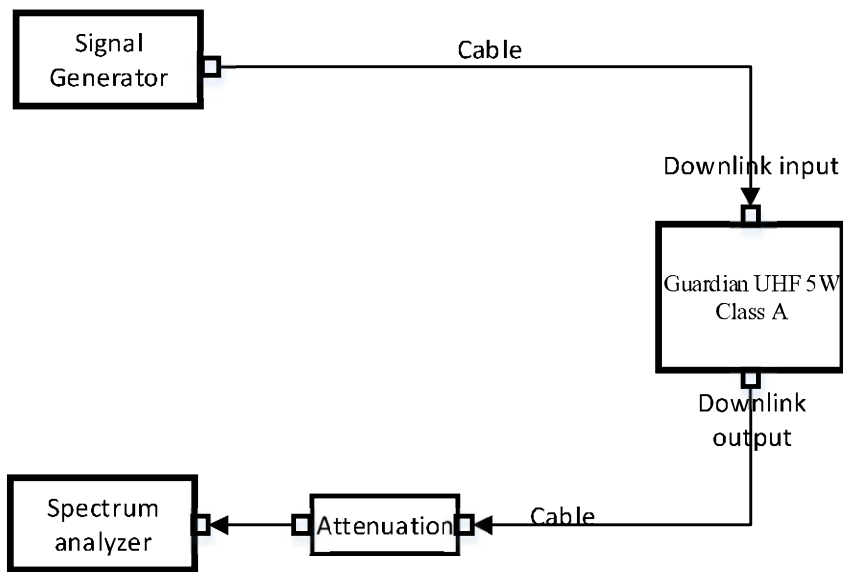 Signal
Generator
Cable
Downlink input
Guardian UHF 5W
Class A
Downlink
output
Cable
Attenuation
Spectrum
analyzer